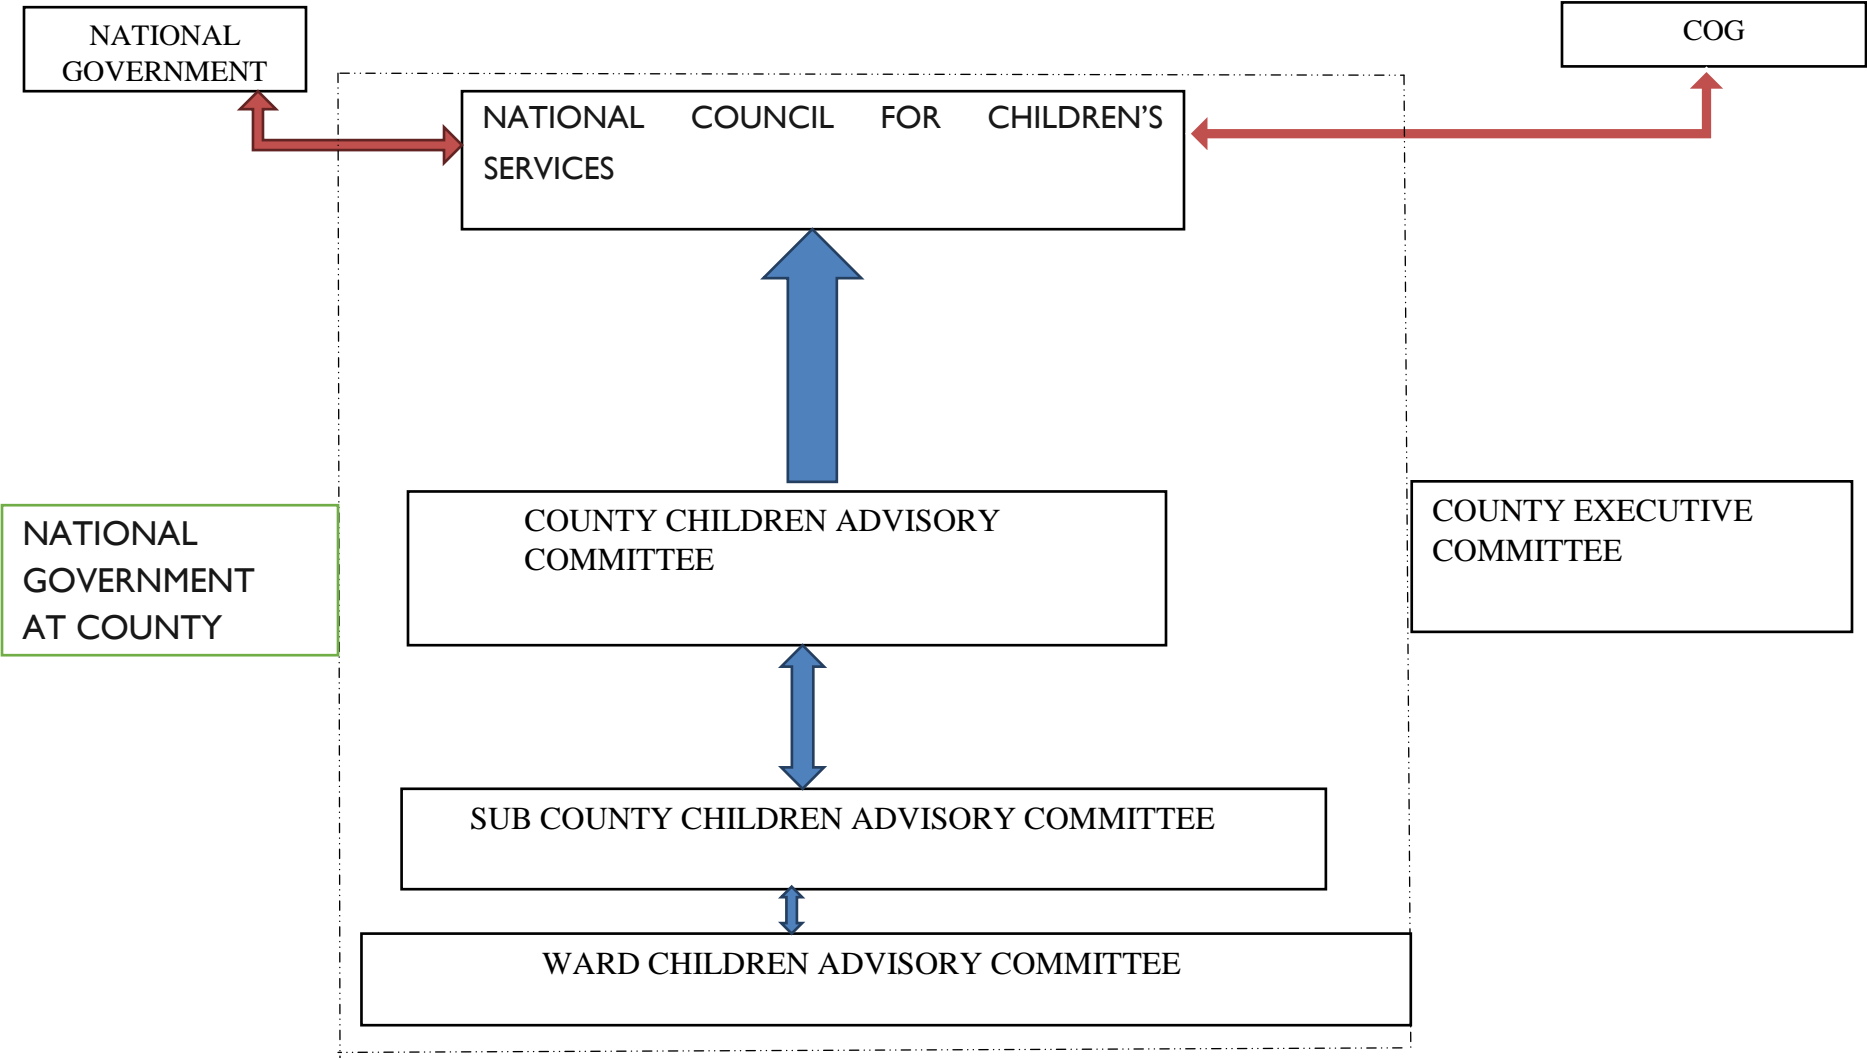 NATIONAL
GOVERNMENT
COG
NATIONAL COUNCIL FOR CHILDREN'S
SERVICES
NATIONAL
GOVERNMENT
AT COUNTY
COUNTY CHILDREN ADVISORY
COMMITTEE
COUNTY EXECUTIVE
COMMITTEE
SUB COUNTY CHILDREN ADVISORY COMMITTEE
WARD CHILDREN ADVISORY COMMITTEE